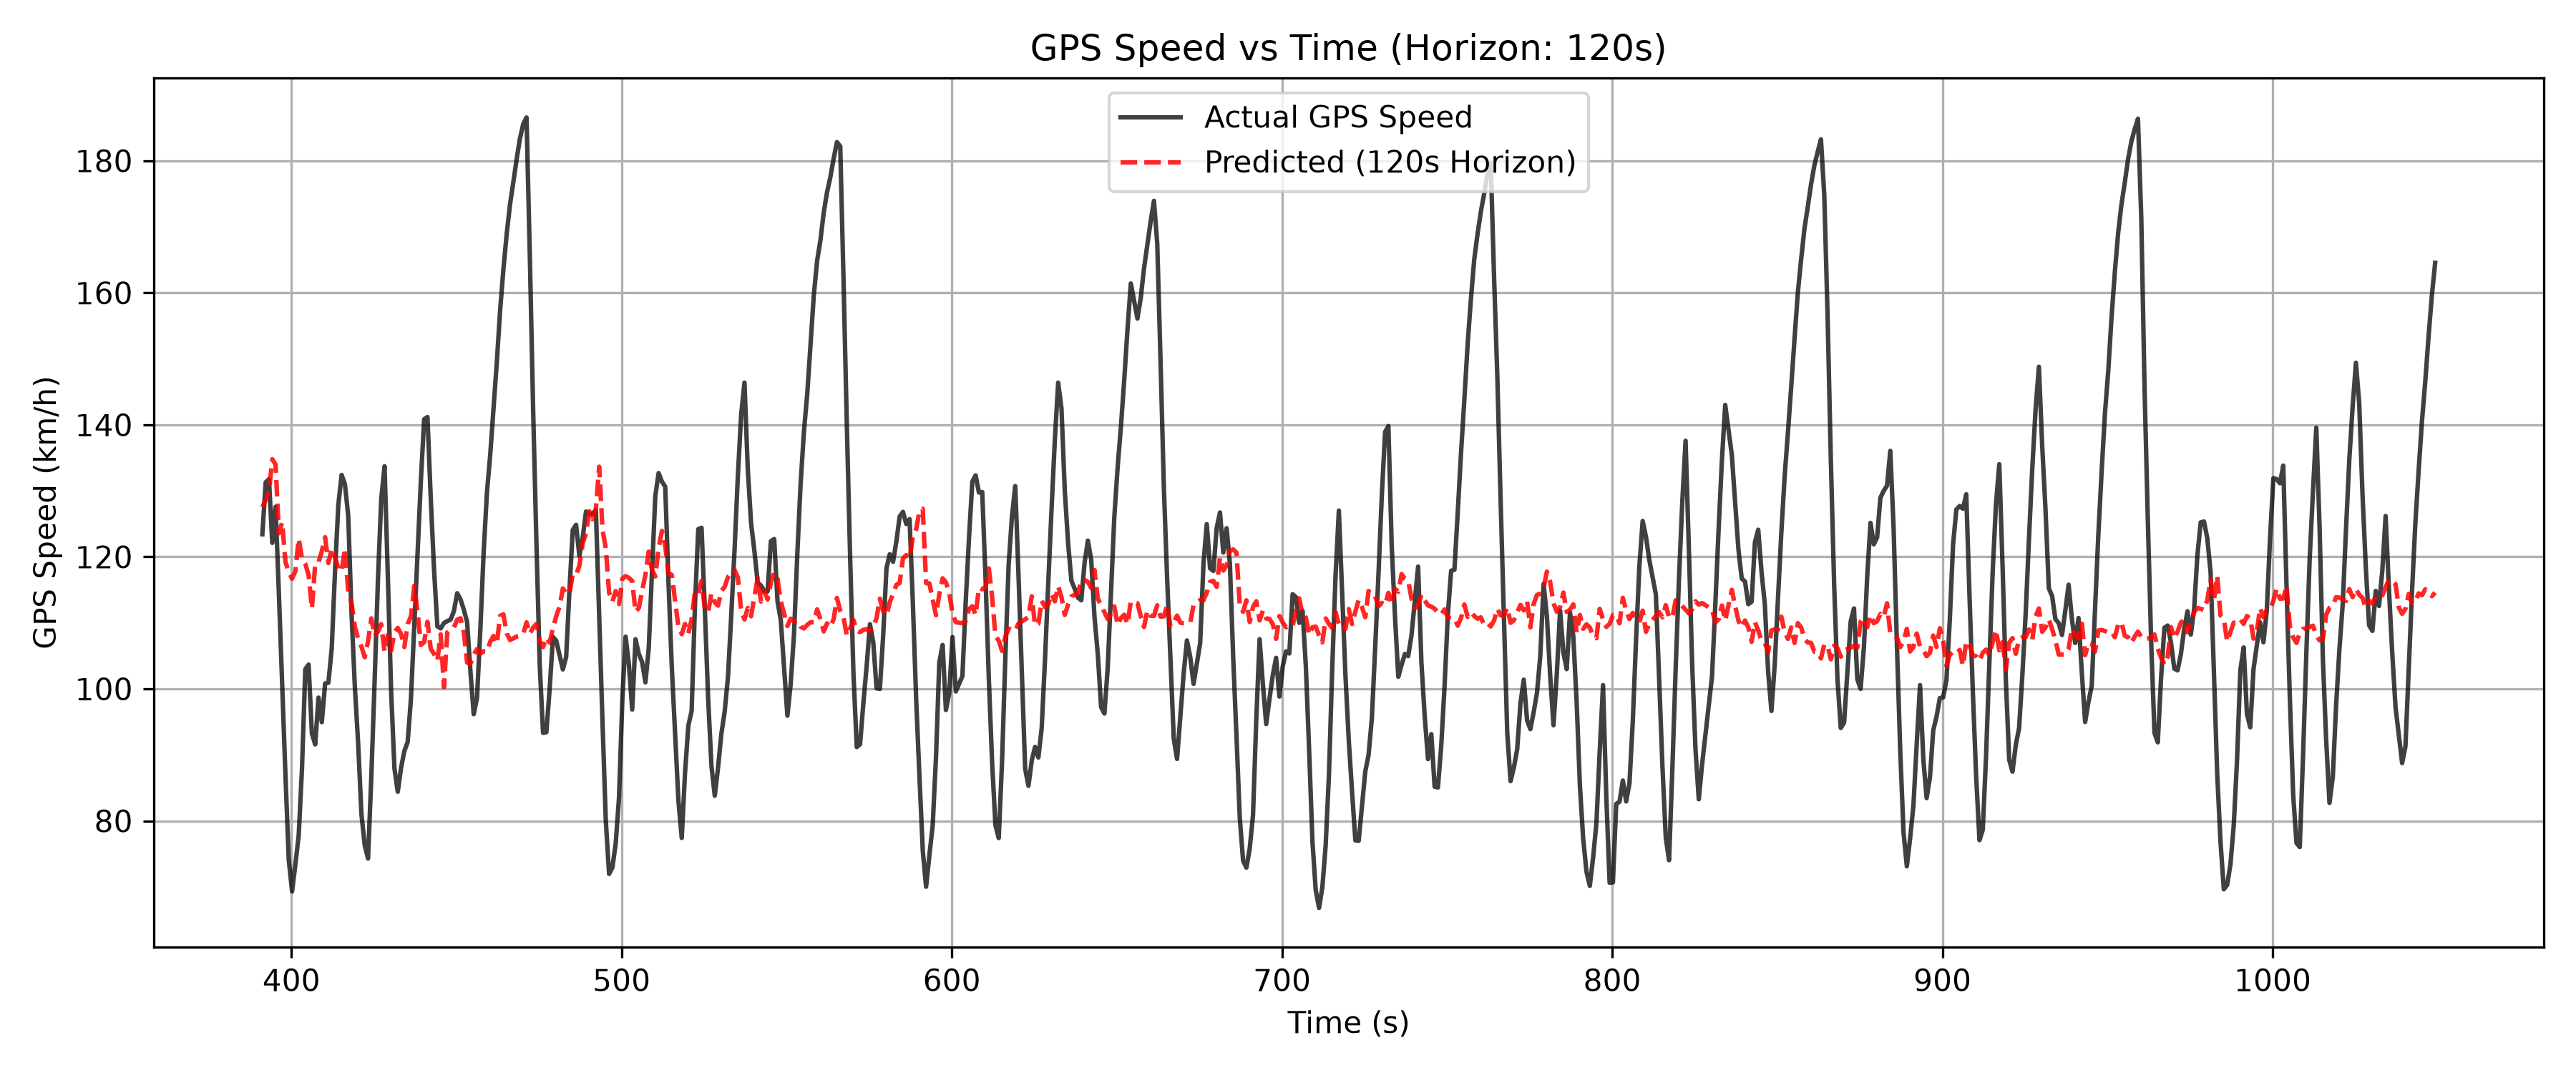 GPS Speed vs Time (Horizon: 120s)
Actual GPS Speed
Predicted (120s Horizon)
GPS Speed (km/h)
180
160
140
120
100
80
400 500 600 700 800 900 1000
Time (s)